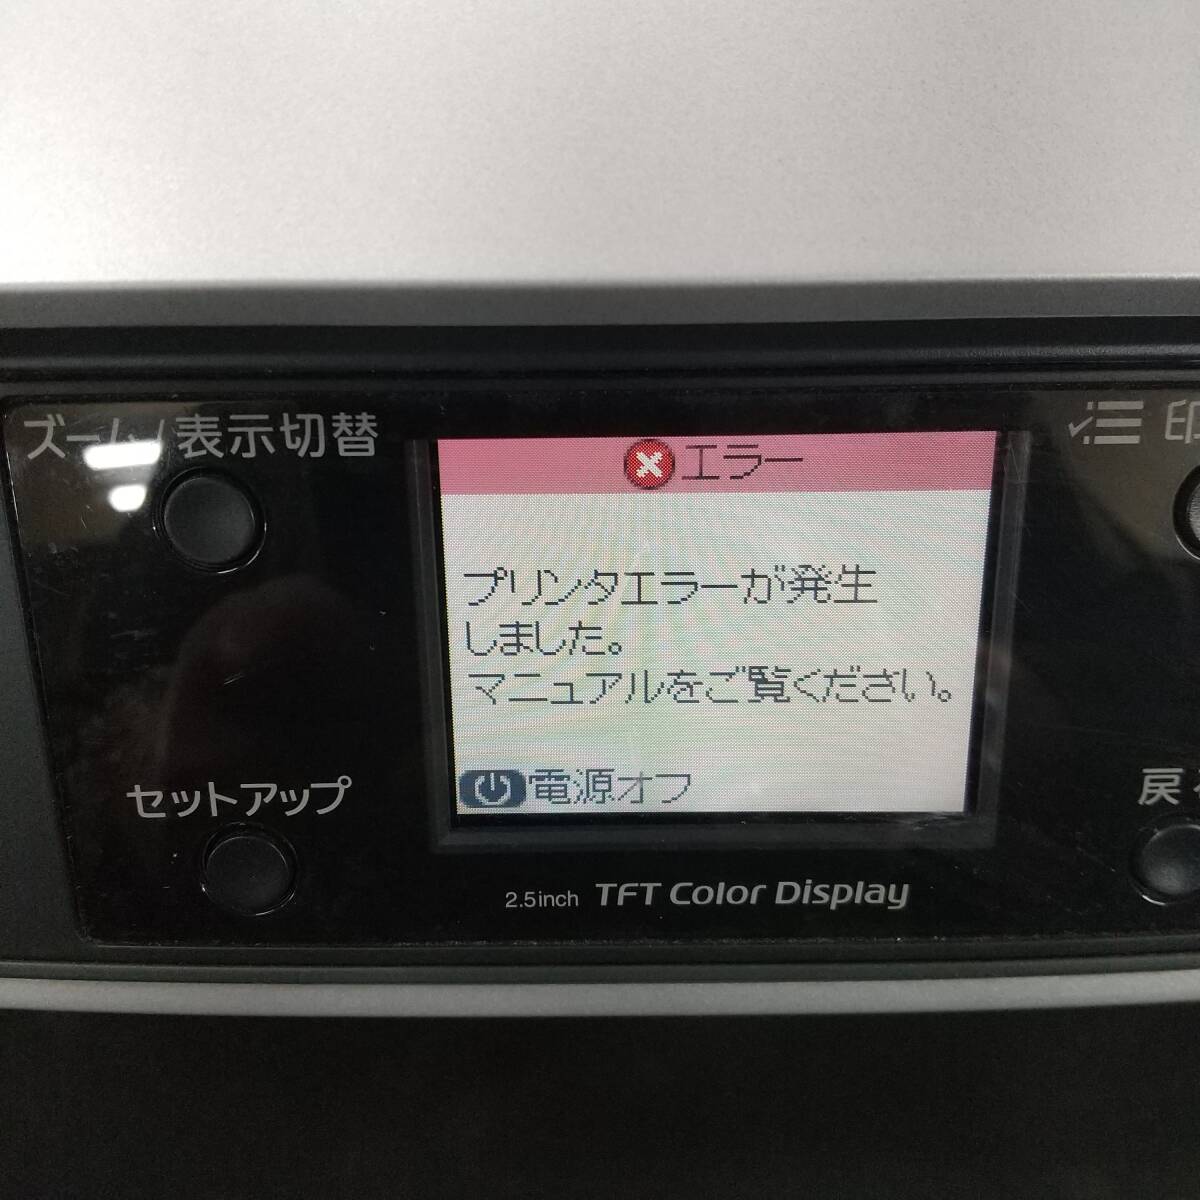 ズーム/表示切替
印
エラー
プリンタエラーが発生
しました。
マニュアルをご覧ください。
電源オフ
セットアップ
戻
2.5inch TFT Color Display